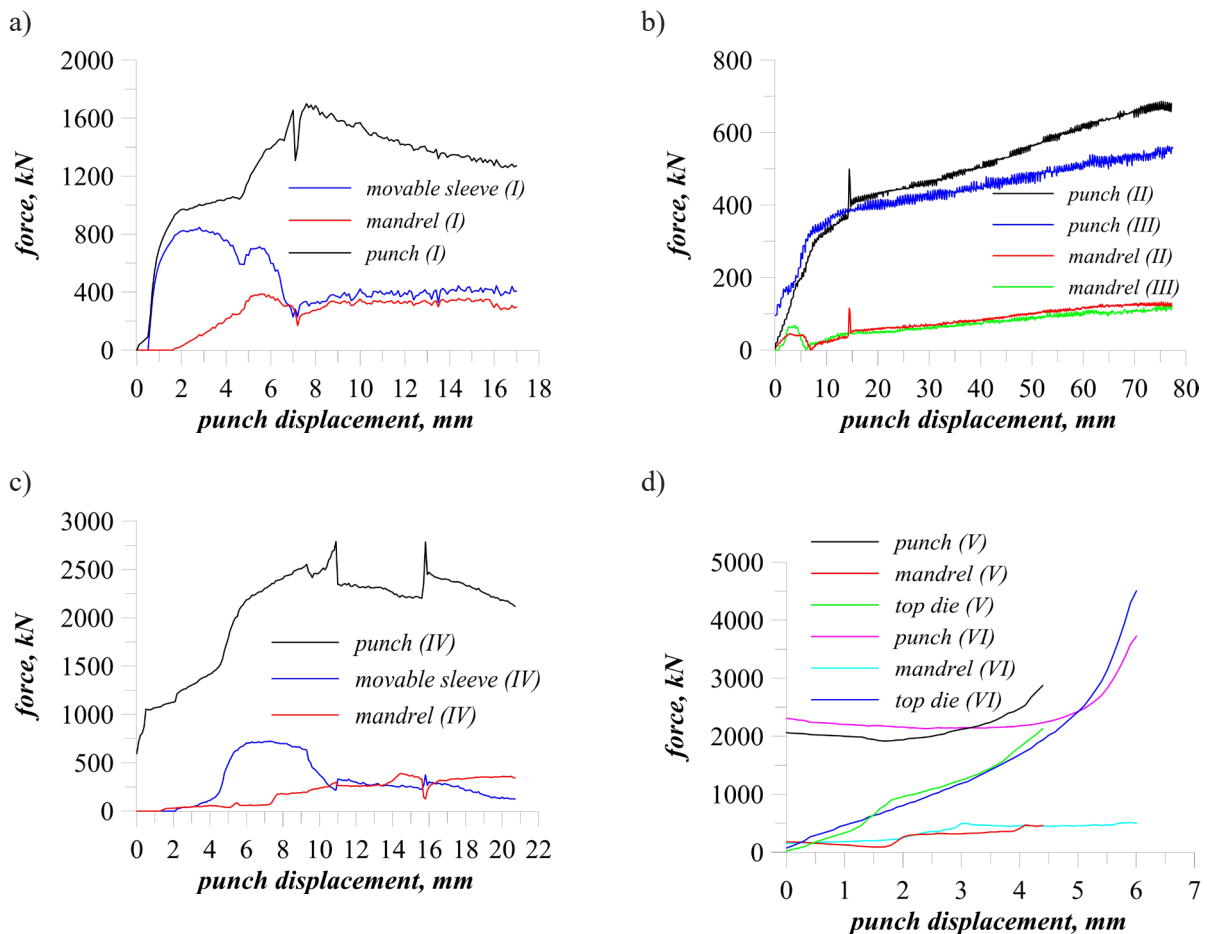 a)
2000
1600
1200
800
400
0
force, kN
movable sleeve (I)
mandrel (I)
punch (I)
0 2 4 6 8 10 12 14 16 18
punch displacement, mm
b)
800
600
400
200
0
force, kN
punch (II)
punch (III)
mandrel (II)
mandrel (III)
0 10 20 30 40 50 60 70 80
punch displacement, mm
c)
3000
2500
2000
1500
1000
500
0
force, kN
punch (IV)
movable sleeve (IV)
mandrel (IV)
0 2 4 6 8 10 12 14 16 18 20 22
punch displacement, mm
d)
5000
4000
3000
2000
1000
0
force, kN
punch (V)
mandrel (V)
top die (V)
punch (VI)
mandrel (VI)
top die (VI)
0 1 2 3 4 5 6 7
punch displacement, mm